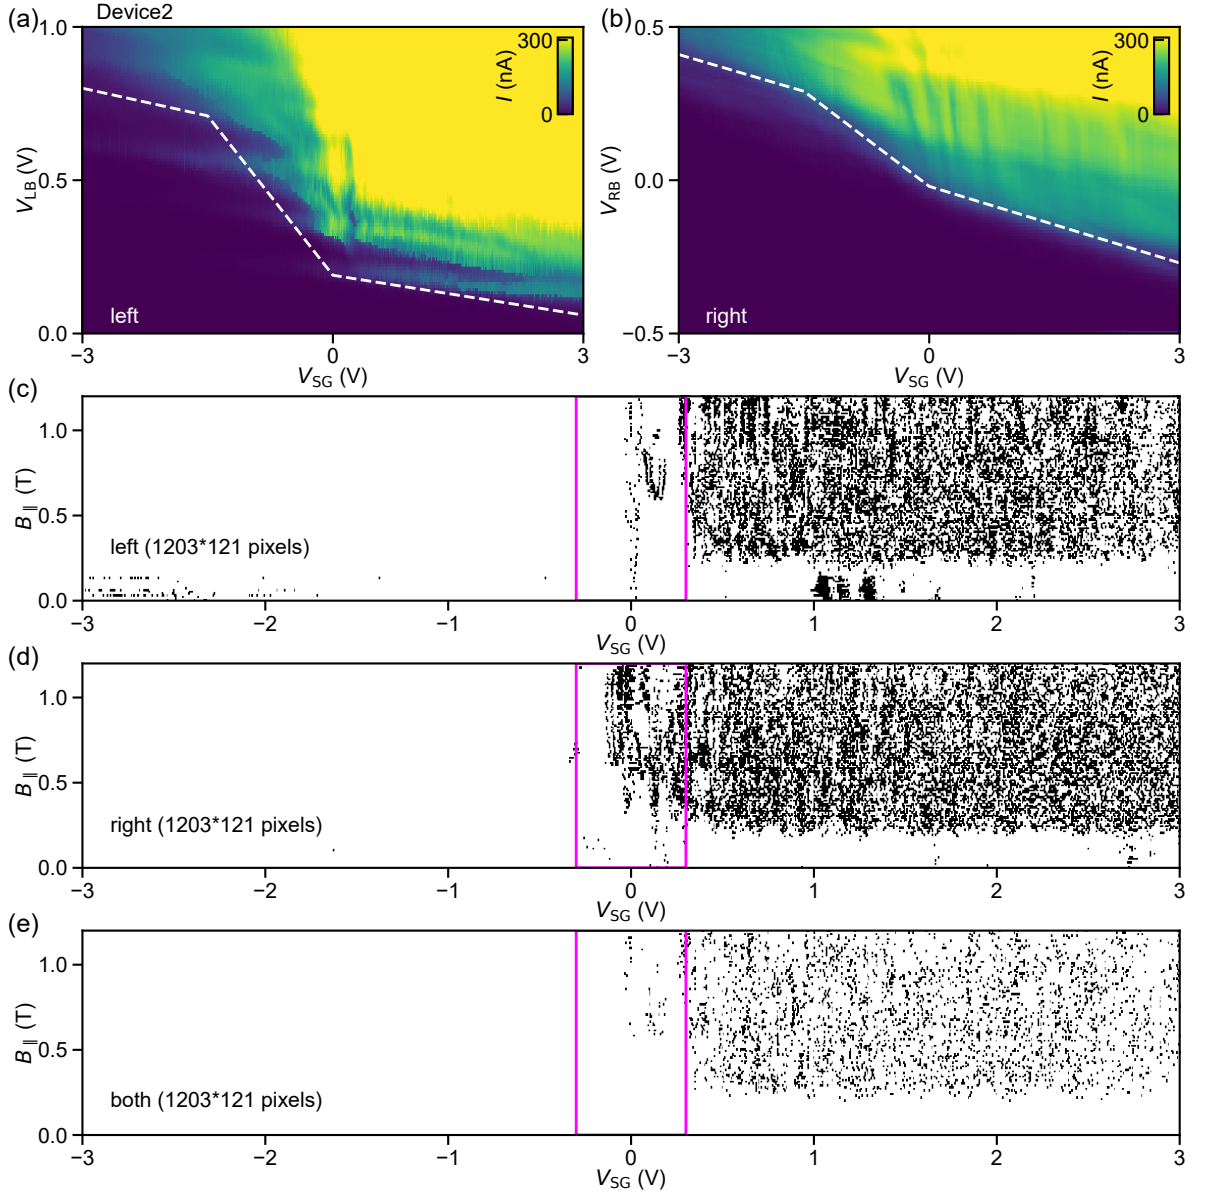 (a)
Device2
1.0
0.5
0.0
V_LB (V)
300
0
I (nA)
left
−3
0
3
V_SG (V)
(b)
0.5
0.0
−0.5
V_RB (V)
300
0
I (nA)
right
−3
0
3
V_SG (V)
(c)
1.0
0.5
0.0
B_∥ (T)
left (1203*121 pixels)
−3
−2
−1
0
1
2
3
V_SG (V)
(d)
1.0
0.5
0.0
B_∥ (T)
right (1203*121 pixels)
−3
−2
−1
0
1
2
3
V_SG (V)
(e)
1.0
0.5
0.0
B_∥ (T)
both (1203*121 pixels)
−3
−2
−1
0
1
2
3
V_SG (V)